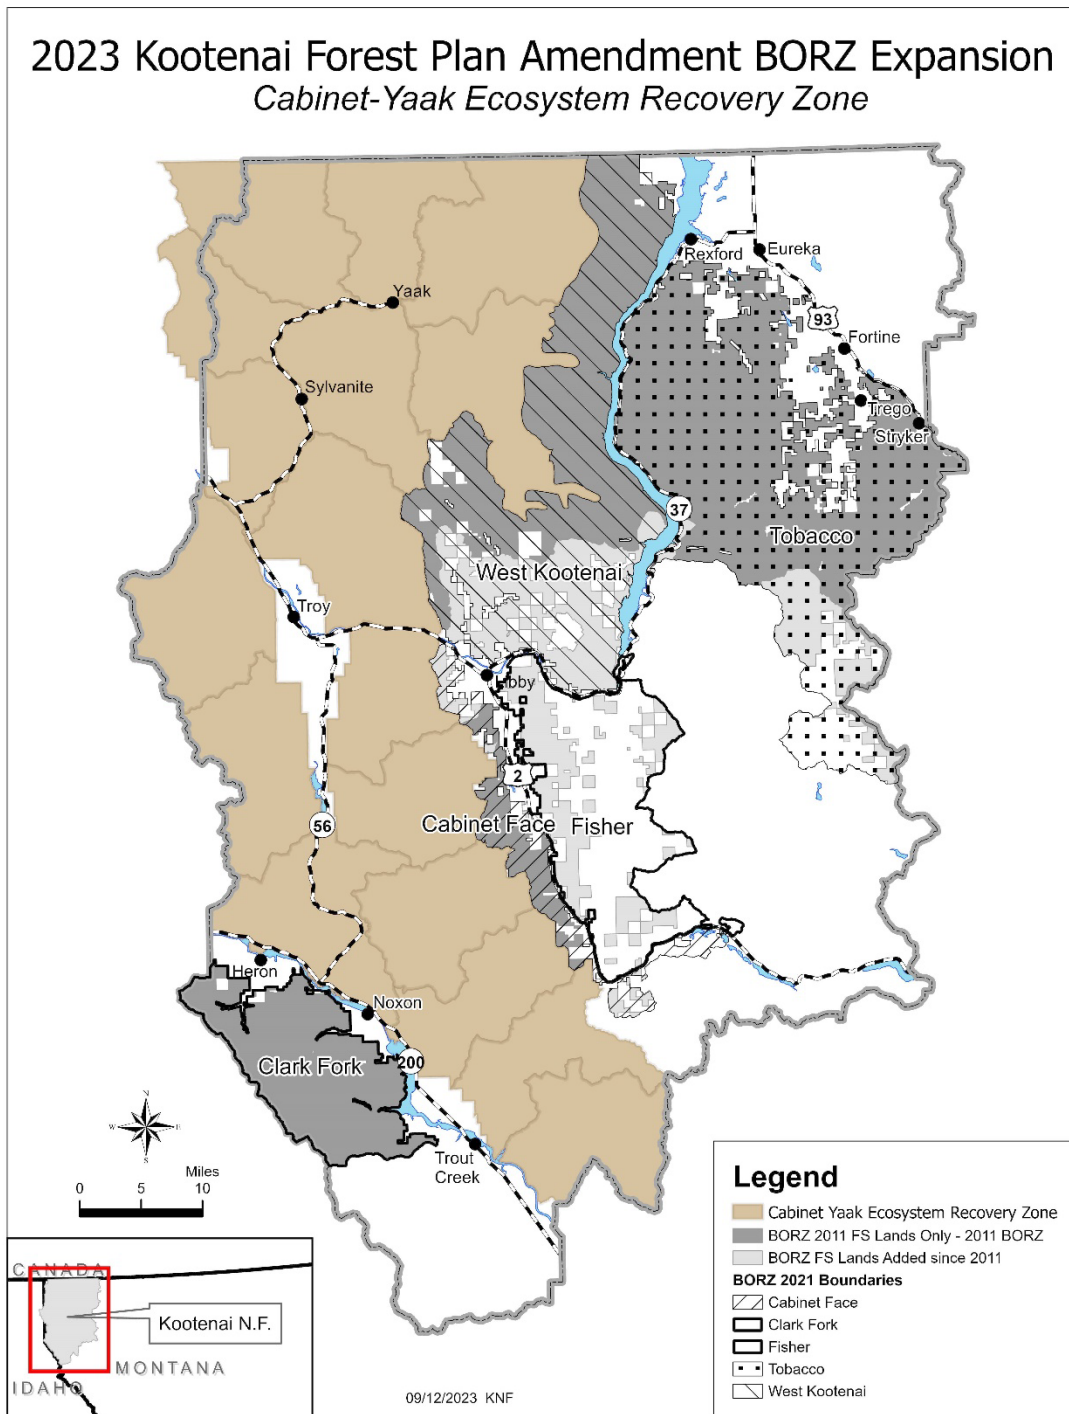 2023 Kootenai Forest Plan Amendment BORZ Expansion
Cabinet-Yaak Ecosystem Recovery Zone
Rexford
Eureka
Yaak
93
Fortine
Sylvanite
Trego
Stryker
37
Tobacco
West Kootenai
Troy
Libby
2
56
Cabinet Face
Fisher
Heron
Noxon
Clark Fork
200
Trout
Creek
N
W
E
S
Miles
0 5 10
CANADA
Kootenai N.F.
MONTANA
IDAHO
09/12/2023 KNF
Legend
Cabinet Yaak Ecosystem Recovery Zone
BORZ 2011 FS Lands Only - 2011 BORZ
BORZ FS Lands Added since 2011
BORZ 2021 Boundaries
Cabinet Face
Clark Fork
Fisher
Tobacco
West Kootenai